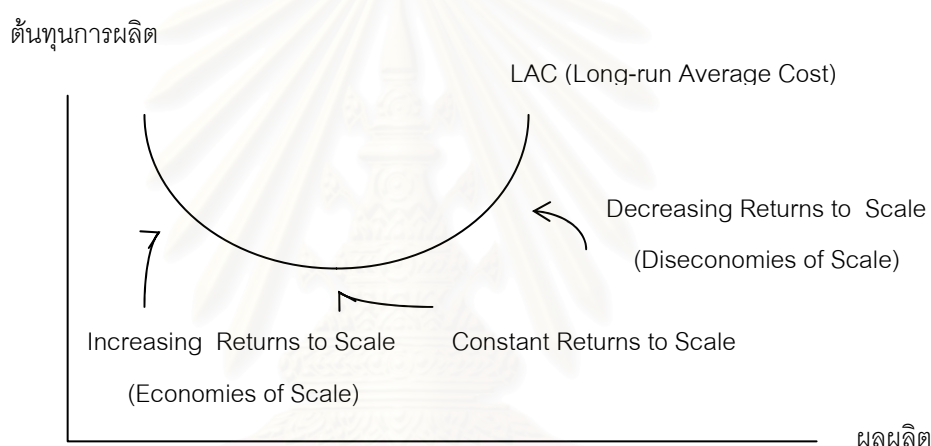 ต้นทุนการผลิต
LAC (Long-run Average Cost)
Decreasing Returns to Scale
(Diseconomies of Scale)
Increasing Returns to Scale
(Economies of Scale)
Constant Returns to Scale
ผลผลิต